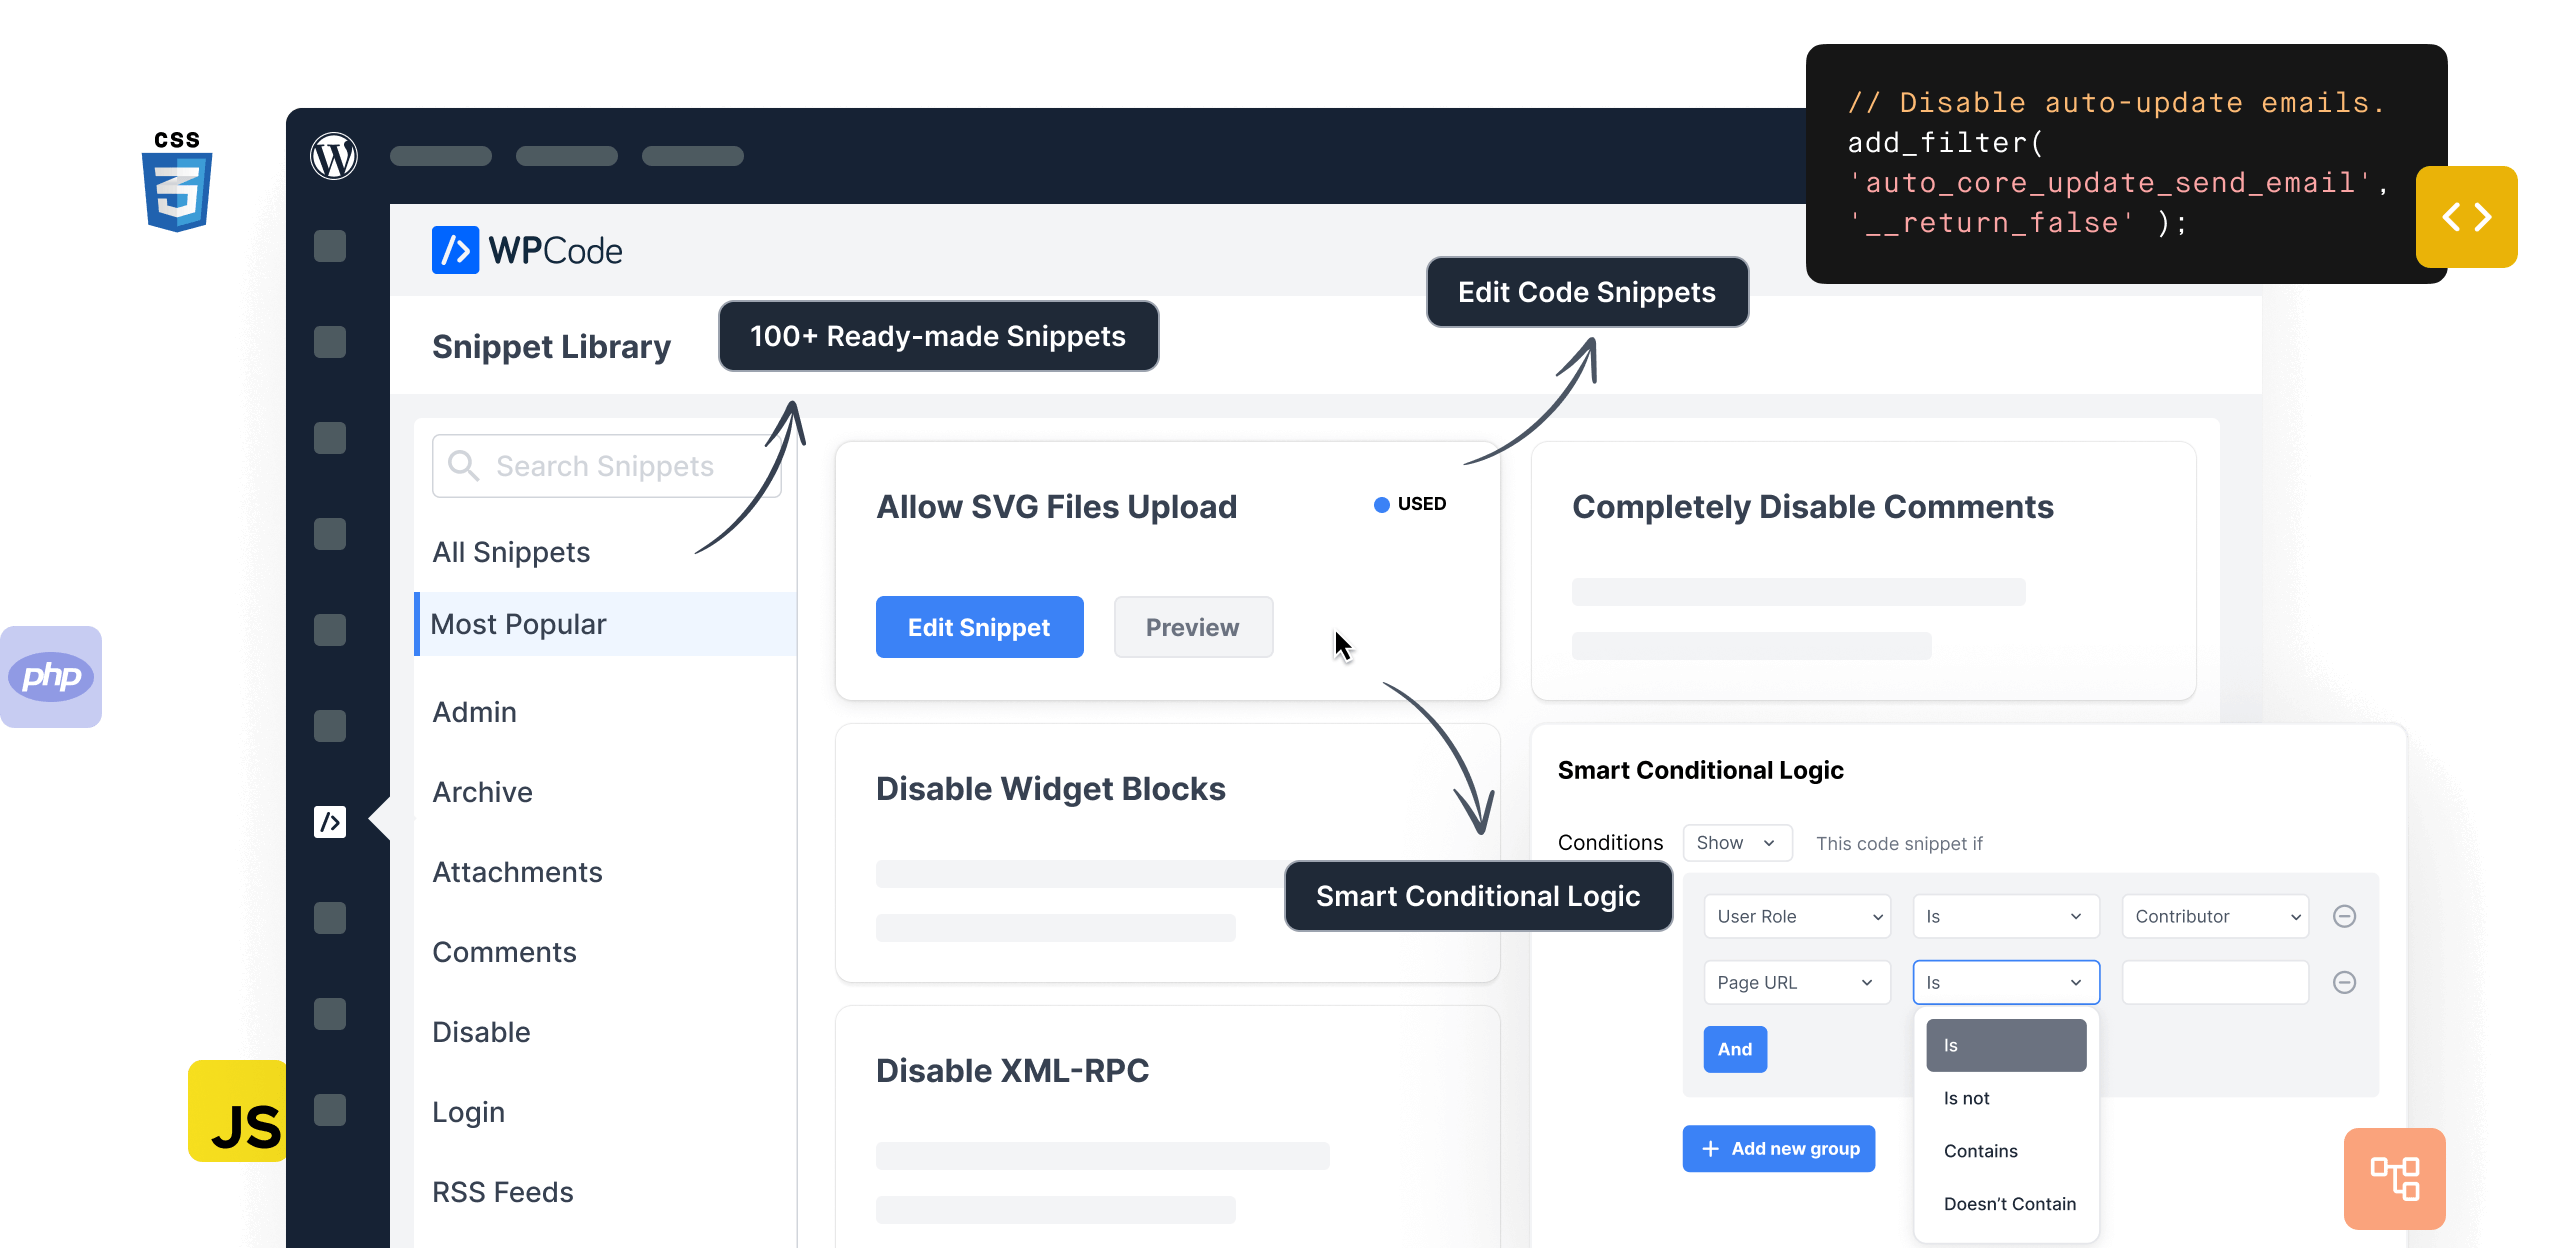 CSS
// Disable auto-update emails.
add_filter(
'auto_core_update_send_email',
'__return_false' );
WPCode
Edit Code Snippets
Snippet Library
100+ Ready-made Snippets
Search Snippets
All Snippets
Most Popular
Admin
Archive
Attachments
Comments
Disable
Login
RSS Feeds
Allow SVG Files Upload
USED
Edit Snippet
Preview
Completely Disable Comments
Disable Widget Blocks
Disable XML-RPC
Smart Conditional Logic
Smart Conditional Logic
Conditions
Show
This code snippet if
User Role
Is
Contributor
Page URL
Is
And
Is
Is not
Contains
Doesn’t Contain
Add new group
php
JS